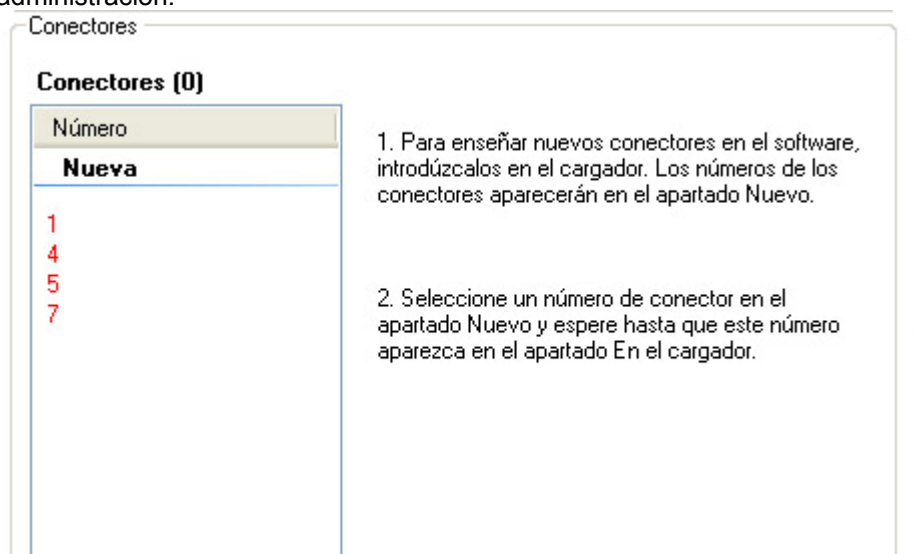 administración.
Conectores
Conectores (0)
Número
Nueva
1
4
5
7
1. Para enseñar nuevos conectores en el software,
introdúzcalos en el cargador. Los números de los
conectores aparecerán en el apartado Nuevo.
2. Seleccione un número de conector en el
apartado Nuevo y espere hasta que este número
aparezca en el apartado En el cargador.